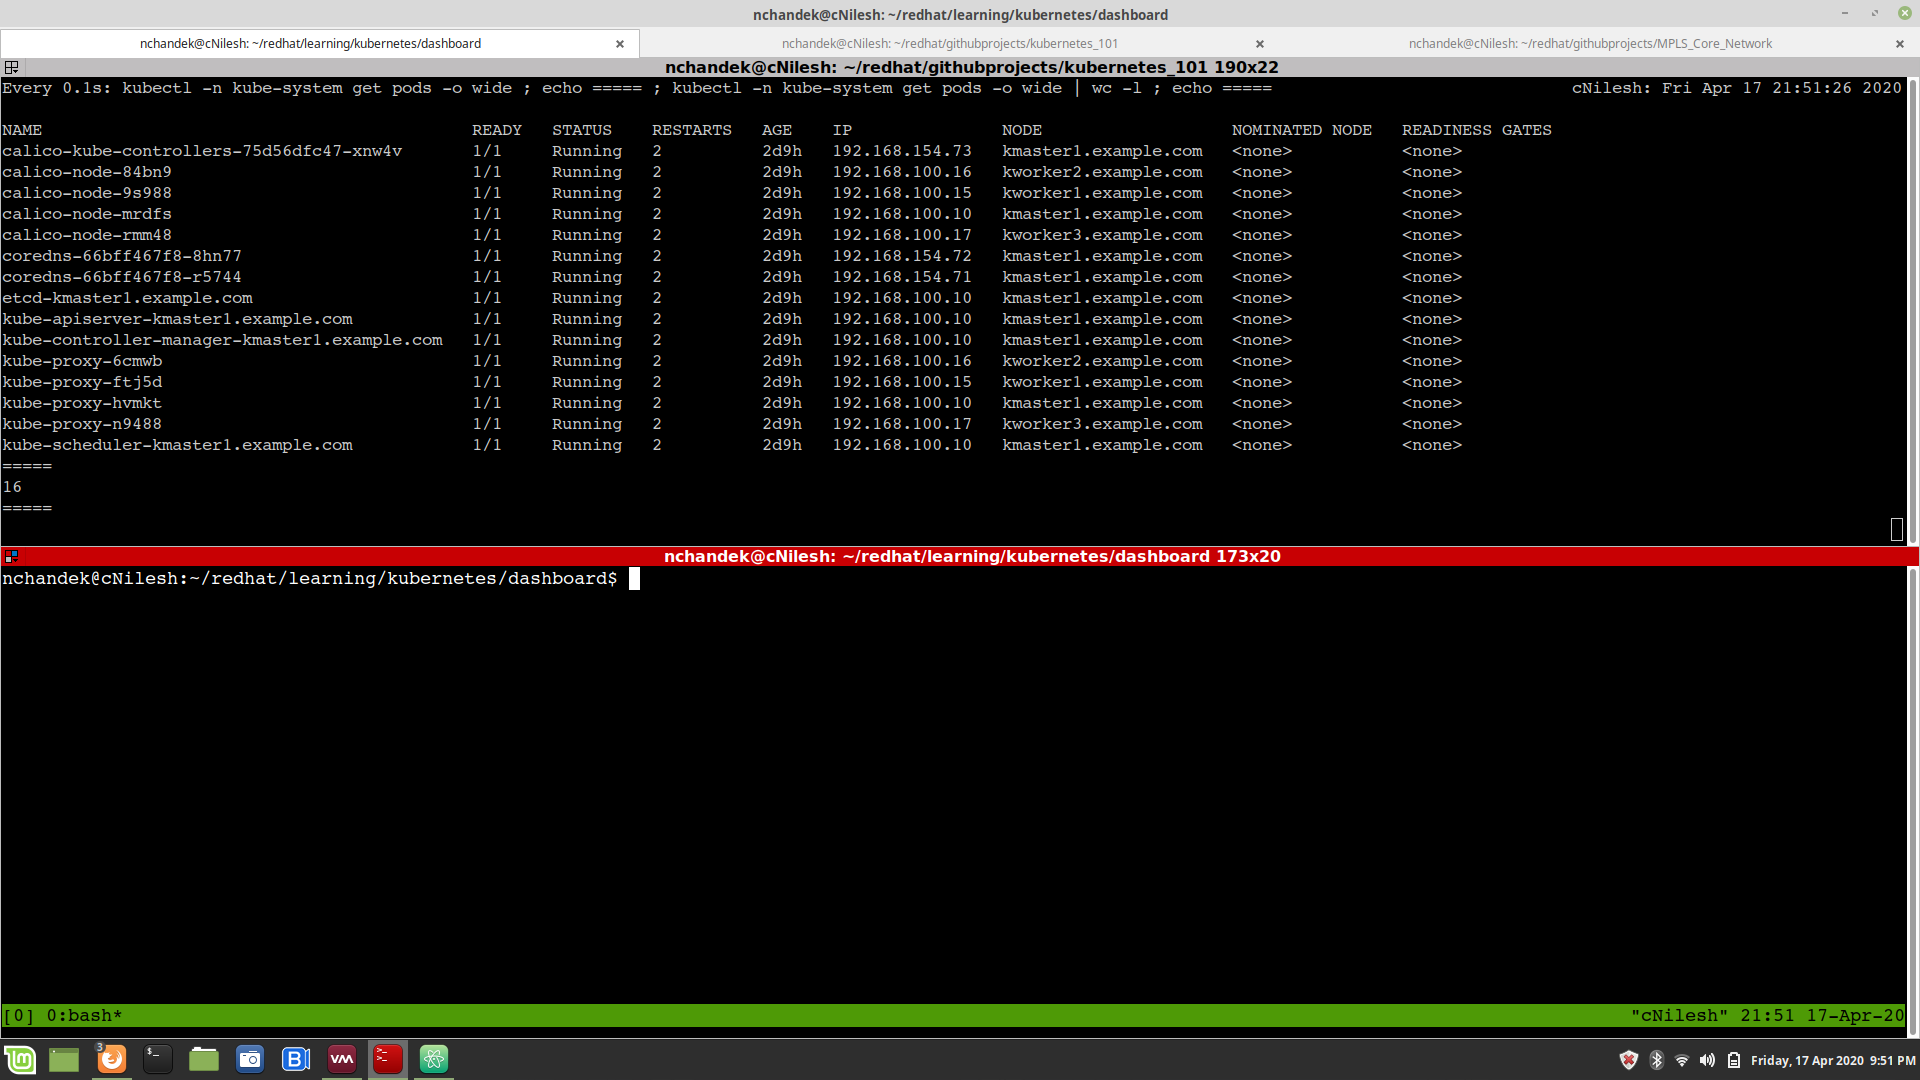 nchandek@cNilesh: ~/redhat/learning/kubernetes/dashboard
nchandek@cNilesh: ~/redhat/learning/kubernetes/dashboard
nchandek@cNilesh: ~/redhat/githubprojects/kubernetes_101
nchandek@cNilesh: ~/redhat/githubprojects/MPLS_Core_Network
nchandek@cNilesh: ~/redhat/githubprojects/kubernetes_101 190x22
Every 0.1s: kubectl -n kube-system get pods -o wide ; echo ===== ; kubectl -n kube-system get pods -o wide | wc -l ; echo ===== cNilesh: Fri Apr 17 21:51:26 2020
NAME READY STATUS RESTARTS AGE IP NODE NOMINATED NODE READINESS GATES
calico-kube-controllers-75d56dfc47-xnw4v 1/1 Running 2 2d9h 192.168.154.73 kmaster1.example.com <none> <none>
calico-node-84bn9 1/1 Running 2 2d9h 192.168.100.16 kworker2.example.com <none> <none>
calico-node-9s988 1/1 Running 2 2d9h 192.168.100.15 kworker1.example.com <none> <none>
calico-node-mrdfs 1/1 Running 2 2d9h 192.168.100.10 kmaster1.example.com <none> <none>
calico-node-rmm48 1/1 Running 2 2d9h 192.168.100.17 kworker3.example.com <none> <none>
coredns-66bff467f8-8hn77 1/1 Running 2 2d9h 192.168.154.72 kmaster1.example.com <none> <none>
coredns-66bff467f8-r5744 1/1 Running 2 2d9h 192.168.154.71 kmaster1.example.com <none> <none>
etcd-kmaster1.example.com 1/1 Running 2 2d9h 192.168.100.10 kmaster1.example.com <none> <none>
kube-apiserver-kmaster1.example.com 1/1 Running 2 2d9h 192.168.100.10 kmaster1.example.com <none> <none>
kube-controller-manager-kmaster1.example.com 1/1 Running 2 2d9h 192.168.100.10 kmaster1.example.com <none> <none>
kube-proxy-6cmwb 1/1 Running 2 2d9h 192.168.100.16 kworker2.example.com <none> <none>
kube-proxy-ftj5d 1/1 Running 2 2d9h 192.168.100.15 kworker1.example.com <none> <none>
kube-proxy-hvmkt 1/1 Running 2 2d9h 192.168.100.10 kmaster1.example.com <none> <none>
kube-proxy-n9488 1/1 Running 2 2d9h 192.168.100.17 kworker3.example.com <none> <none>
kube-scheduler-kmaster1.example.com 1/1 Running 2 2d9h 192.168.100.10 kmaster1.example.com <none> <none>
=====
16
=====
nchandek@cNilesh: ~/redhat/learning/kubernetes/dashboard 173x20
nchandek@cNilesh:~/redhat/learning/kubernetes/dashboard$
[0] 0:bash* "cNilesh" 21:51 17-Apr-20
3 Friday, 17 Apr 2020 9:51 PM